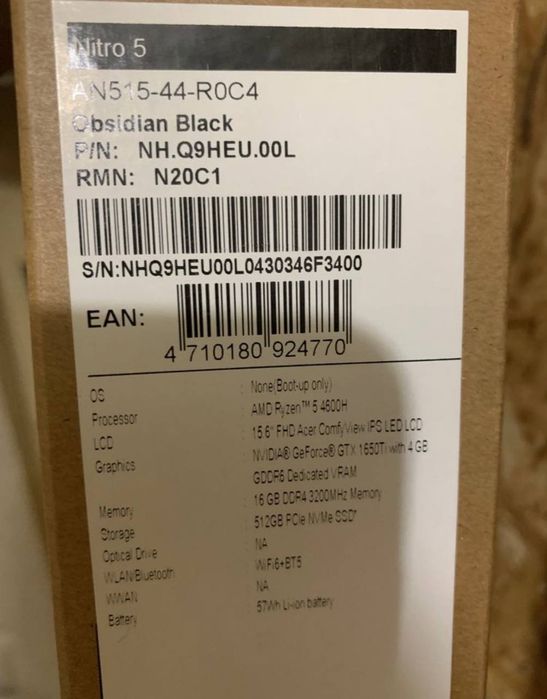 Nitro 5
AN515-44-R0C4
Obsidian Black
P/N: NH.Q9HEU.00L
RMN: N20C1
S/N:NHQ9HEU00L0430346F3400
EAN:
4 710180 924770
OS : None(Boot-up only)
Processor : AMD Ryzen™ 5 4600H
LCD : 15.6" FHD Acer ComfyView IPS LED LCD
Graphics : NVIDIA® GeForce® GTX 1650Ti with 4 GB
GDDR6 Dedicated VRAM
Memory : 16 GB DDR4 3200MHz Memory
Storage : 512GB PCIe NVMe SSD*
Optical Drive : NA
WLAN/Bluetooth : WiFi6+BT5
WWAN : NA
Battery : 57Wh Li-ion battery